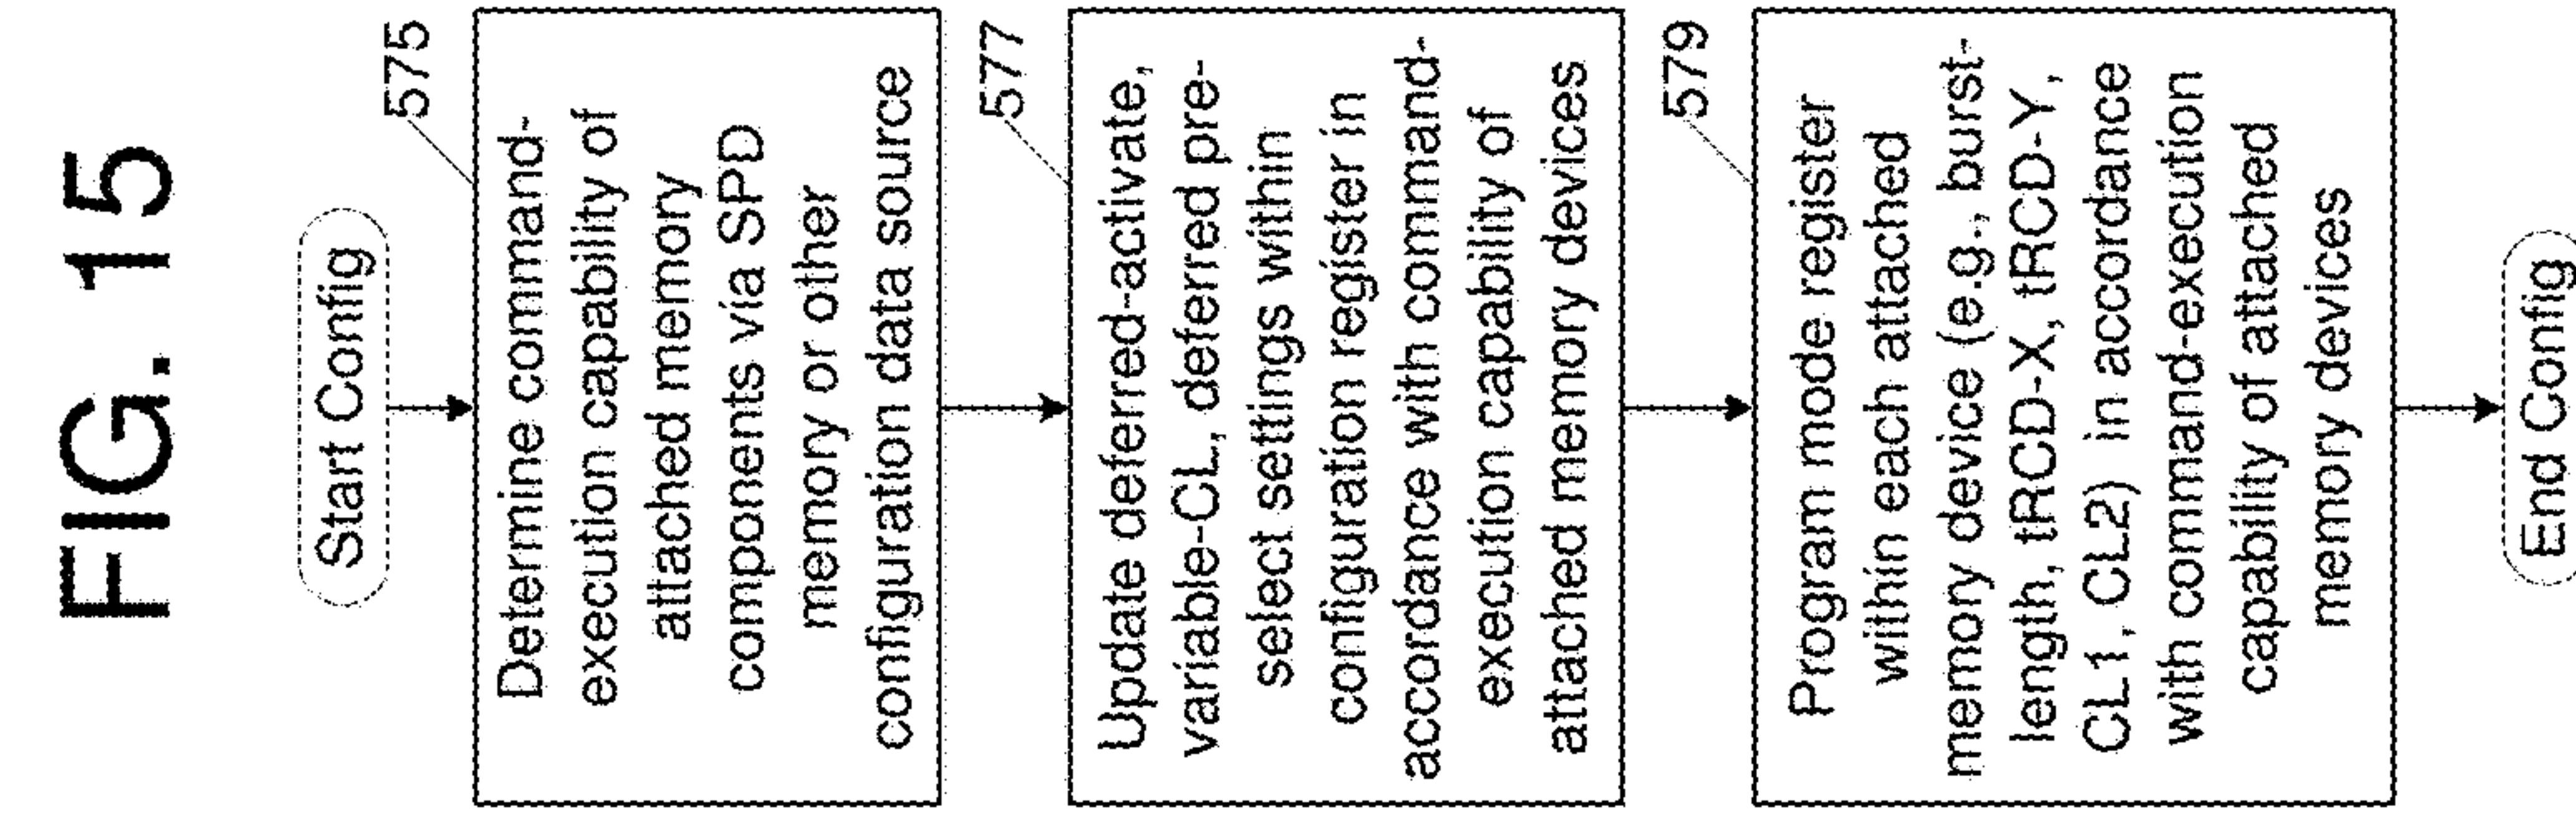 FIG. 15
Start Config
575
Determine command-
execution capability of
attached memory
components via SPD
memory or other
configuration data source
577
Update deferred-activate,
variable-CL, deferred pre-
select settings within
configuration register in
accordance with command-
execution capability of
attached memory devices
579
Program mode register
within each attached
memory device (e.g., burst-
length, tRCD-X, tRCD-Y,
CL1, CL2) in accordance
with command-execution
capability of attached
memory devices
End Config